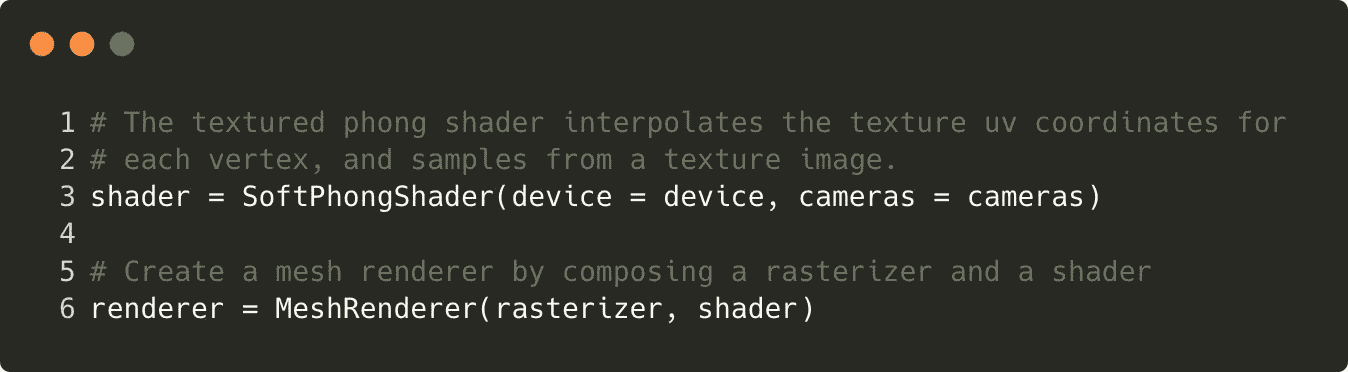 1 # The textured phong shader interpolates the texture uv coordinates for
2 # each vertex, and samples from a texture image.
3 shader = SoftPhongShader(device = device, cameras = cameras)
4
5 # Create a mesh renderer by composing a rasterizer and a shader
6 renderer = MeshRenderer(rasterizer, shader)